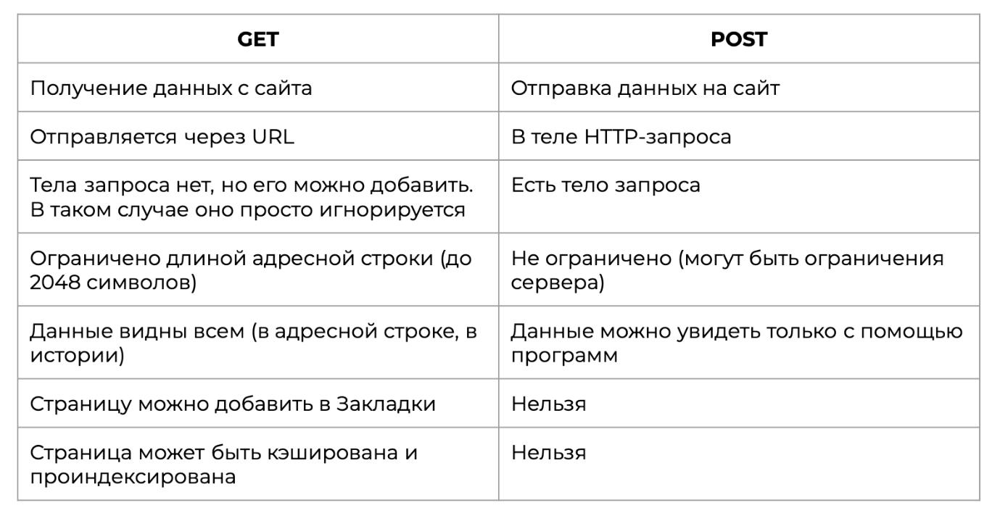 GET
POST
Получение данных с сайта
Отправка данных на сайт
Отправляется через URL
В теле HTTP-запроса
Тела запроса нет, но его можно добавить.
В таком случае оно просто игнорируется
Есть тело запроса
Ограничено длиной адресной строки (до
2048 символов)
Не ограничено (могут быть ограничения
сервера)
Данные видны всем (в адресной строке, в
истории)
Данные можно увидеть только с помощью
программ
Страницу можно добавить в Закладки
Нельзя
Страница может быть кэширована и
проиндексирована
Нельзя